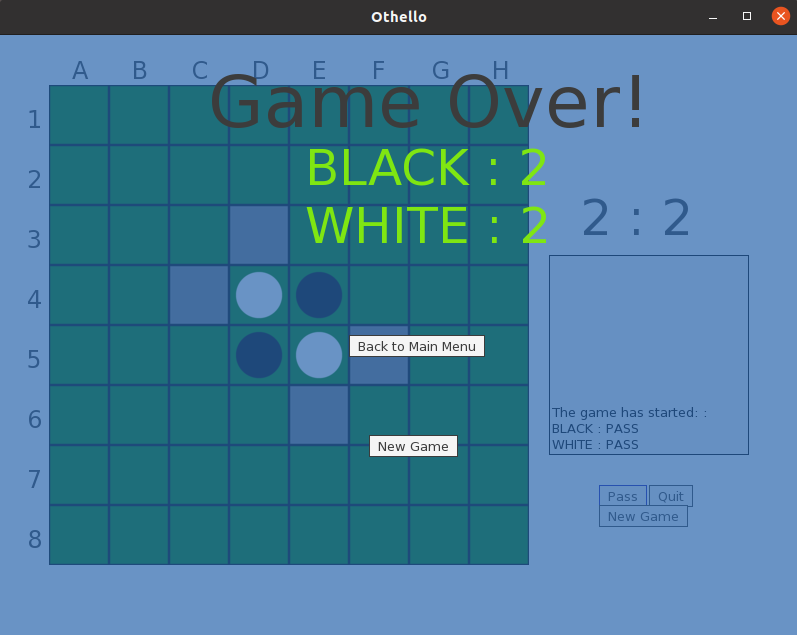 Othello
A B C D E F G H
Game Over!
1
BLACK : 2
2
WHITE : 2
2 : 2
3
4
Back to Main Menu
5
The game has started: :
6
BLACK : PASS
WHITE : PASS
New Game
7
Pass Quit
New Game
8